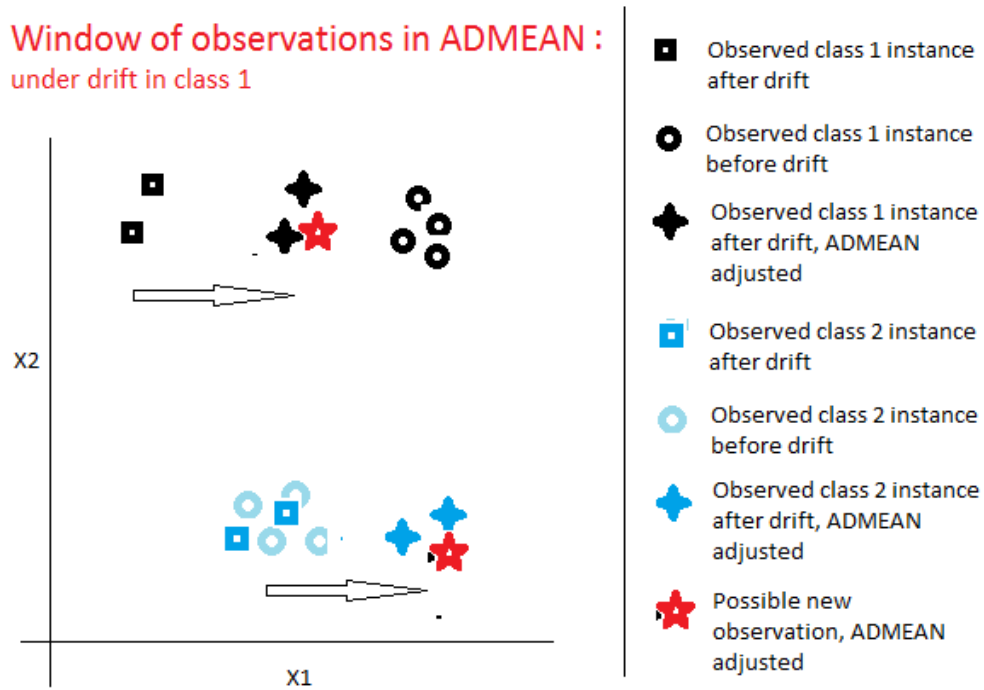 Window of observations in ADMEAN :
under drift in class 1
X2
X1
Observed class 1 instance
after drift
Observed class 1 instance
before drift
Observed class 1 instance
after drift, ADMEAN
adjusted
Observed class 2 instance
after drift
Observed class 2 instance
before drift
Observed class 2 instance
after drift, ADMEAN
adjusted
Possible new
observation, ADMEAN
adjusted